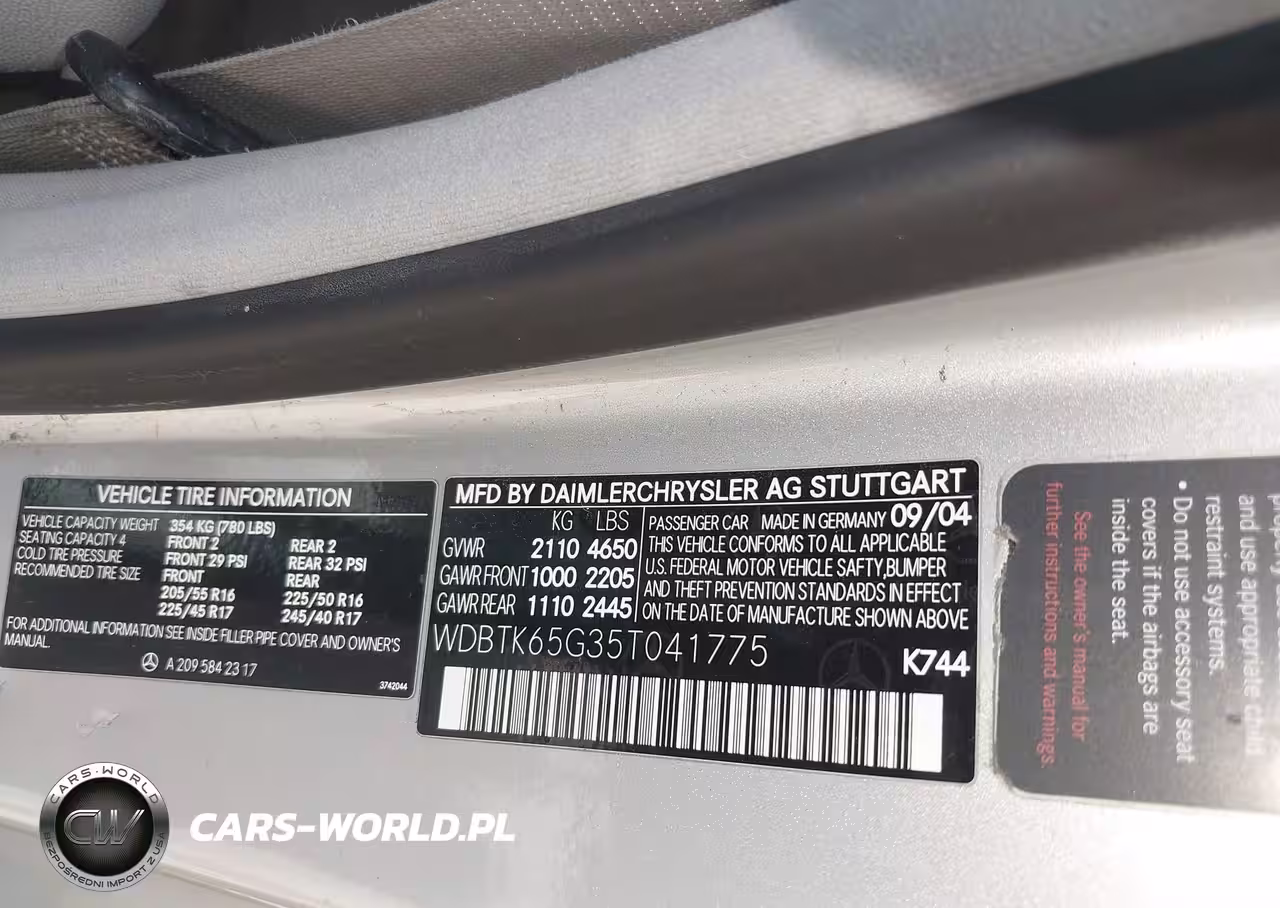 VEHICLE TIRE INFORMATION
VEHICLE CAPACITY WEIGHT 354 KG (780 LBS)
SEATING CAPACITY 4 FRONT 2 REAR 2
COLD TIRE PRESSURE FRONT 29 PSI REAR 32 PSI
RECOMMENDED TIRE SIZE FRONT REAR
205/55 R16 225/50 R16
225/45 R17 245/40 R17
FOR ADDITIONAL INFORMATION SEE INSIDE FILLER PIPE COVER AND OWNER'S
MANUAL.
A 209 584 23 17
3742044
MFD BY DAIMLERCHRYSLER AG STUTTGART
KG LBS
GVWR 2110 4650
GAWR FRONT 1000 2205
GAWR REAR 1110 2445
PASSENGER CAR MADE IN GERMANY 09/04
THIS VEHICLE CONFORMS TO ALL APPLICABLE
U.S. FEDERAL MOTOR VEHICLE SAFTY,BUMPER
AND THEFT PREVENTION STANDARDS IN EFFECT
ON THE DATE OF MANUFACTURE SHOWN ABOVE
WDBTK65G35T041775
K744
and use appropriate child
restraint systems.
• Do not use accessory seat
covers if the airbags are
inside the seat.
See the owner's manual for
further instructions and warnings.
CARS-WORLD
CW
BEZPOŚREDNI IMPORT Z USA
CARS-WORLD.PL